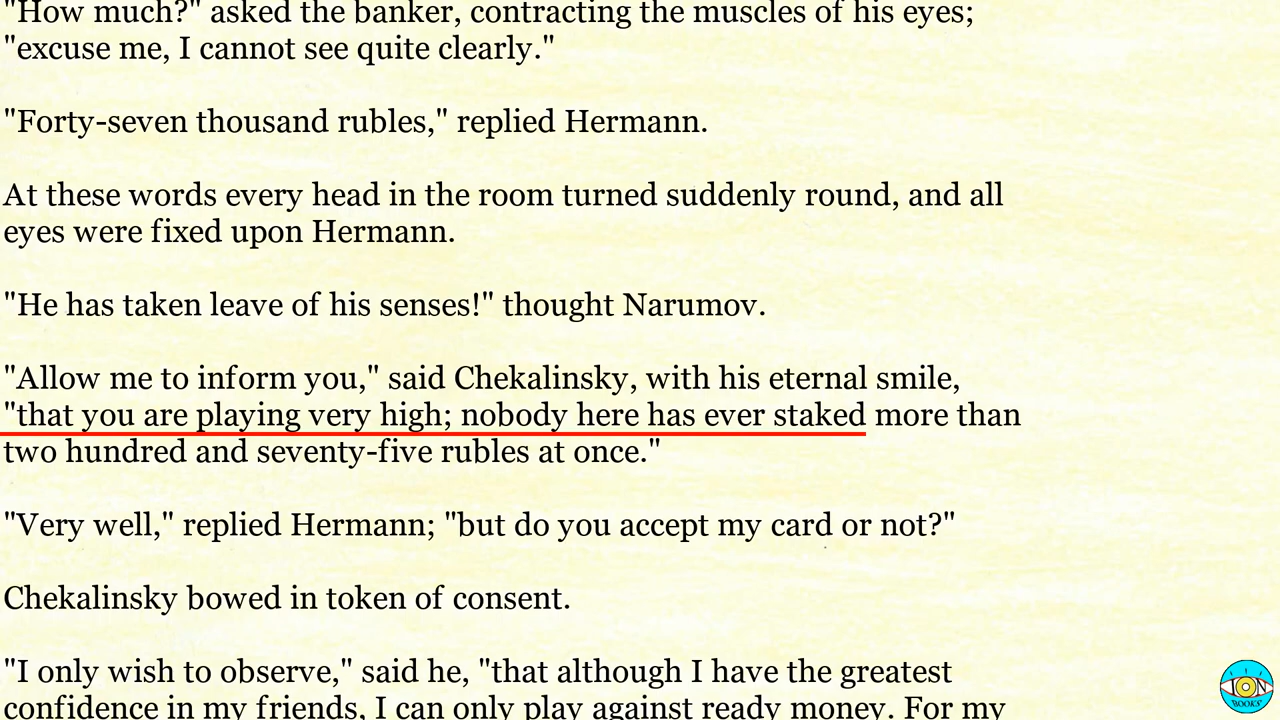 "How much?" asked the banker, contracting the muscles of his eyes;
"excuse me, I cannot see quite clearly."
"Forty-seven thousand rubles," replied Hermann.
At these words every head in the room turned suddenly round, and all
eyes were fixed upon Hermann.
"He has taken leave of his senses!" thought Narumov.
"Allow me to inform you," said Chekalinsky, with his eternal smile,
"that you are playing very high; nobody here has ever staked more than
two hundred and seventy-five rubles at once."
"Very well," replied Hermann; "but do you accept my card or not?"
Chekalinsky bowed in token of consent.
"I only wish to observe," said he, "that although I have the greatest
confidence in my friends, I can only play against ready money. For my
ION
BOOKS